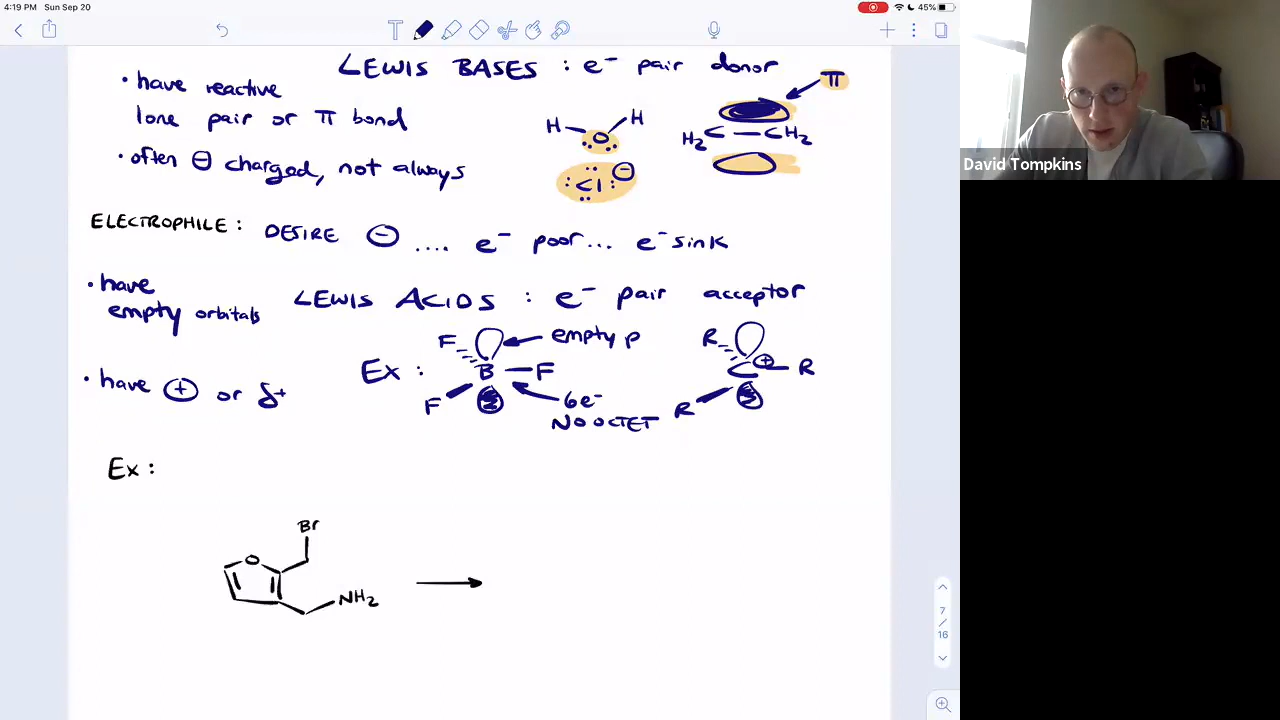 4:19 PM Sun Sep 20
45%
LEWIS BASES : e⁻ pair donor
• have reactive
lone pair or π bond
• often ⊖ charged, not always
H O H
:Cl: ⊖
H₂C — CH₂
π
ELECTROPHILE: DESIRE ⊖ .... e⁻ poor... e⁻ sink
• have
empty orbitals
LEWIS ACIDS : e⁻ pair acceptor
• have ⊕ or δ⁺
Ex :
F B F F
empty p
6e⁻
NO OCTET
R C ⊕ R R
Ex :
Br
O
NH₂
7
/
16
David Tompkins